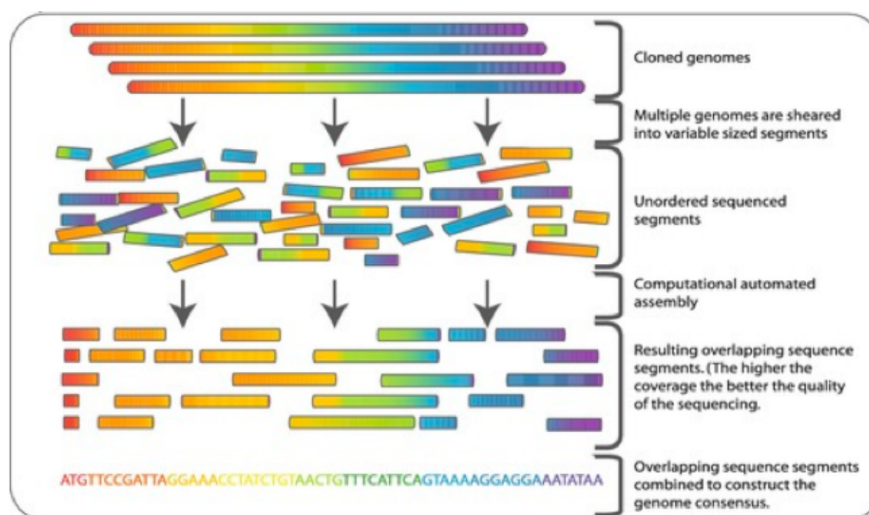 Cloned genomes
Multiple genomes are sheared
into variable sized segments
Unordered sequenced
segments
Computational automated
assembly
Resulting overlapping sequence
segments. (The higher the
coverage the better the quality
of the sequencing.
ATGTTCCGATTAGGAAACCTATCTGTAACTGTTTCATTCAGTAAAAGGAGGAAATATAA
Overlapping sequence segments
combined to construct the
genome consensus.